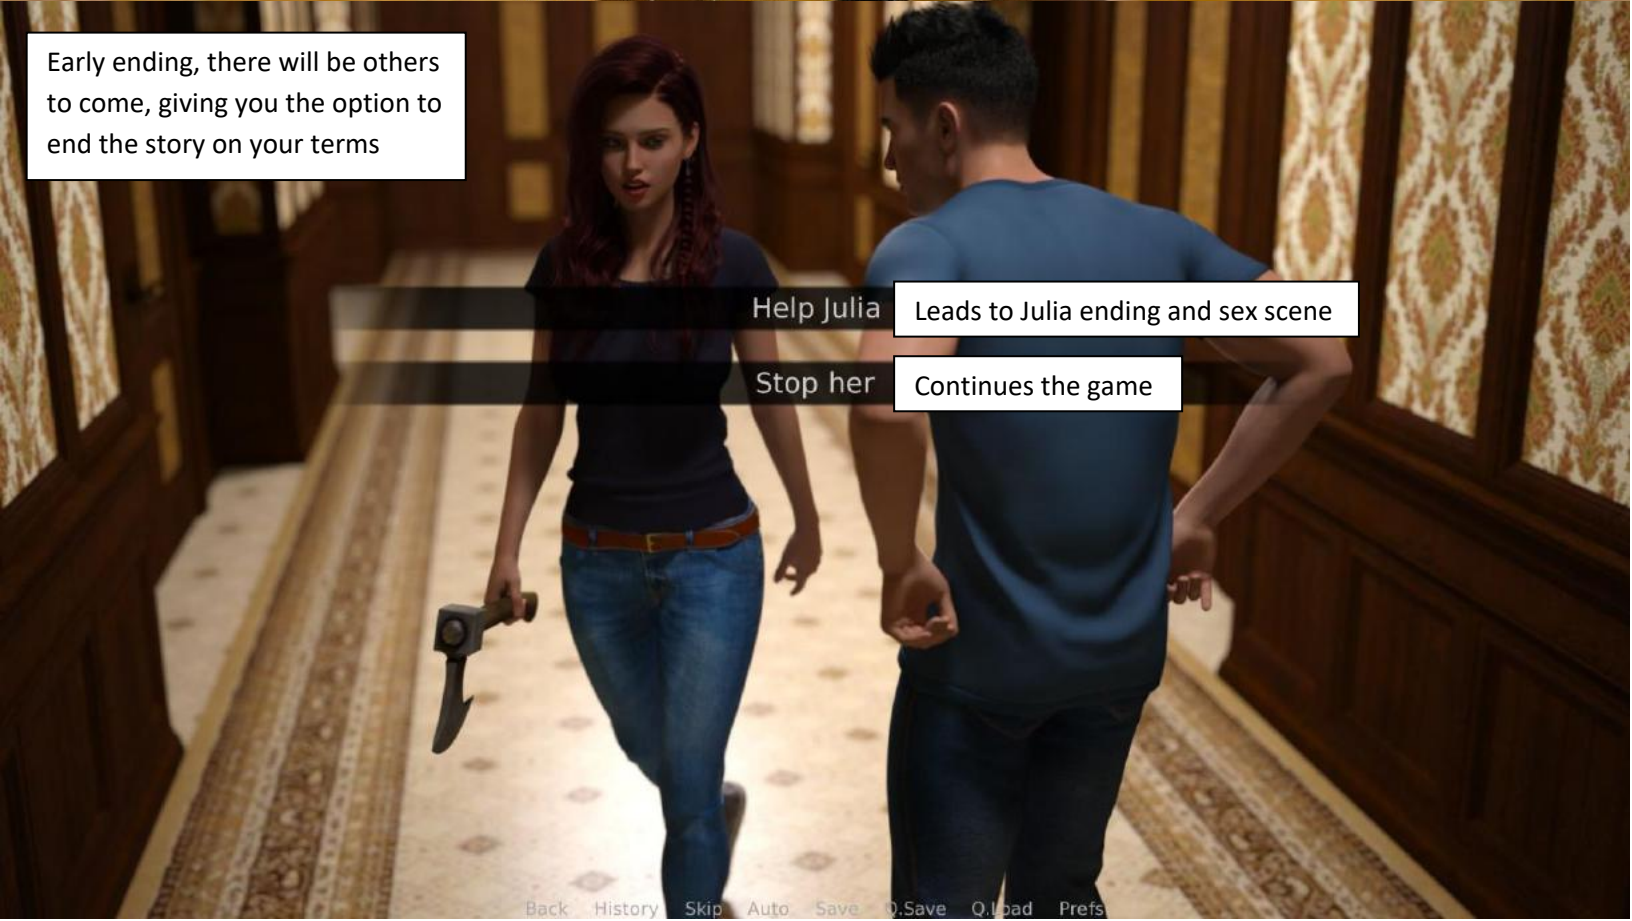 Early ending, there will be others
to come, giving you the option to
end the story on your terms
Help Julia
Leads to Julia ending and sex scene
Stop her
Continues the game
Back History Skip Auto Save Q.Save Q.Load Prefs